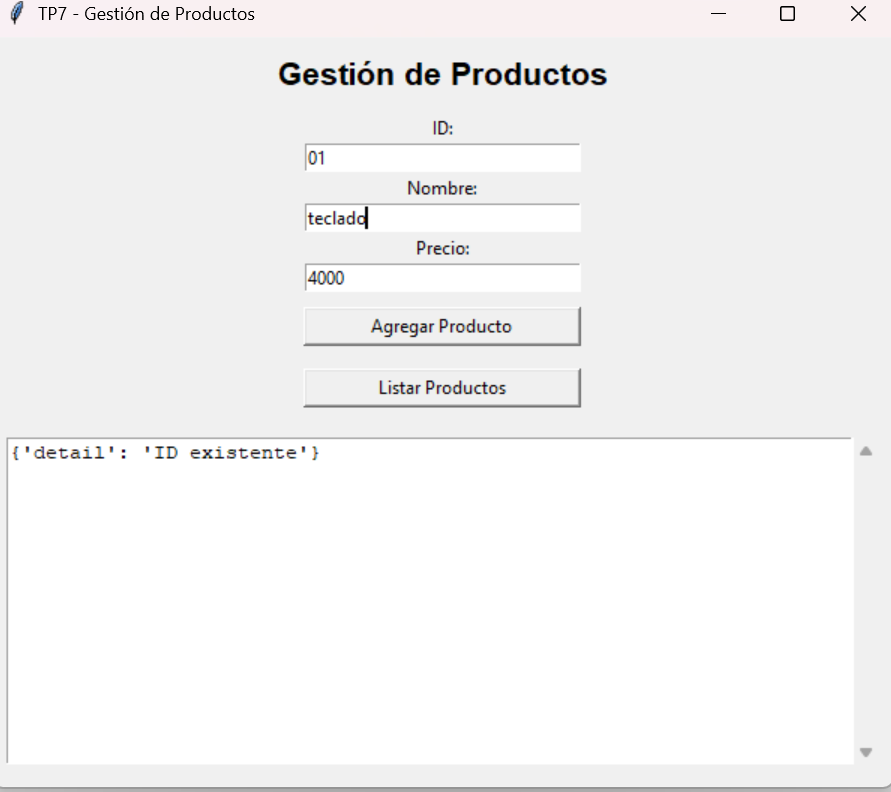 TP7 - Gestión de Productos
Gestión de Productos
ID:
01
Nombre:
teclado
Precio:
4000
Agregar Producto
Listar Productos
{'detail': 'ID existente'}